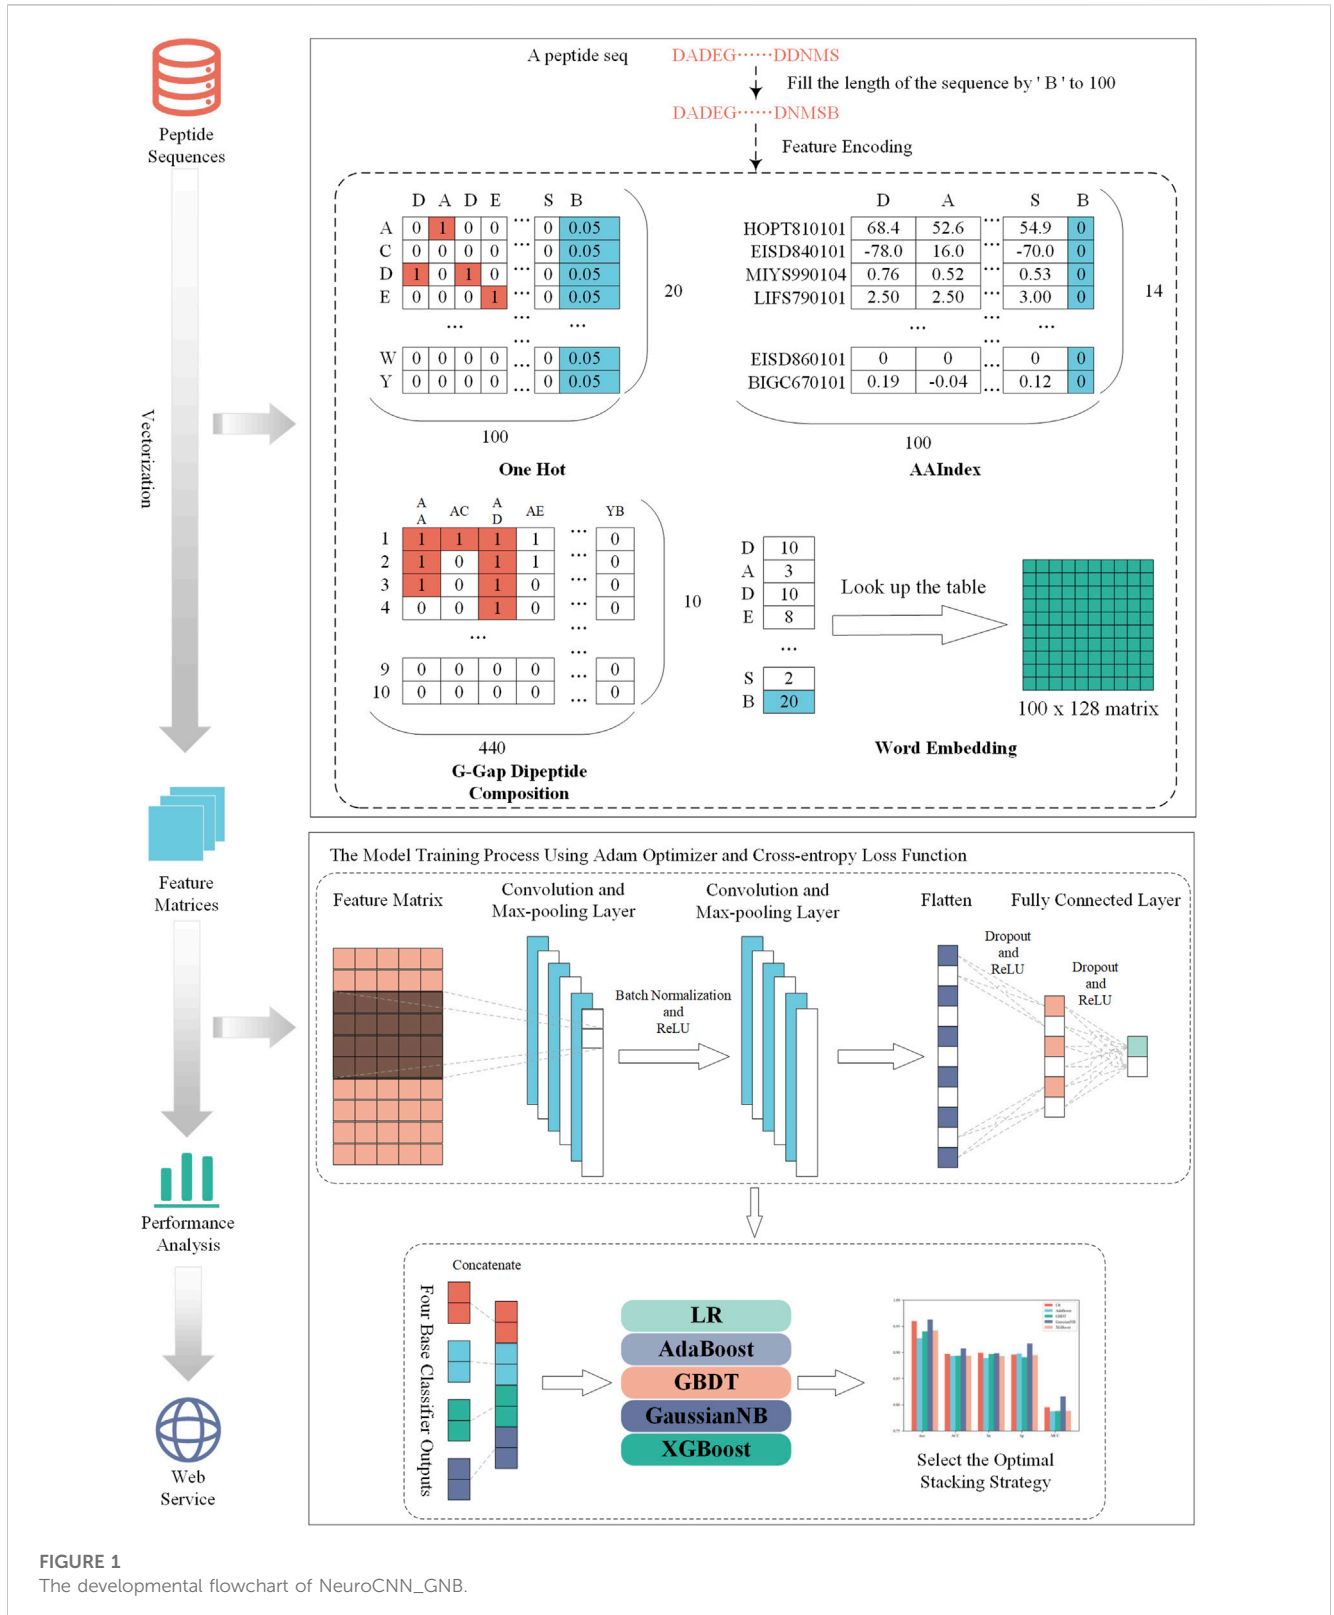 Peptide
Sequences
Vectorization
Feature
Matrices
Performance
Analysis
Web
Service
A peptide seq DADEG······DDNMS
Fill the length of the sequence by ' B ' to 100
DADEG······DNMSB
Feature Encoding
D A D E ... S B
A 0 1 0 0 ... 0 0.05
C 0 0 0 0 ... 0 0.05
D 1 0 1 0 ... 0 0.05
E 0 0 0 1 ... 0 0.05
... ... ...
W 0 0 0 0 ... 0 0.05
Y 0 0 0 0 ... 0 0.05
20
100
One Hot
D A ... S B
HOPT810101 68.4 52.6 ... 54.9 0
EISD840101 -78.0 16.0 ... -70.0 0
MIYS990104 0.76 0.52 ... 0.53 0
LIFS790101 2.50 2.50 ... 3.00 0
... ... ...
EISD860101 0 0 ... 0 0
BIGC670101 0.19 -0.04 ... 0.12 0
14
100
AAIndex
A A AC A D AE ... YB
1 1 1 1 1 ... 0
2 1 0 1 1 ... 0
3 1 0 1 0 ... 0
4 0 0 1 0 ... 0
... ...
9 0 0 0 0 ... 0
10 0 0 0 0 ... 0
10
440
G-Gap Dipeptide
Composition
D 10
A 3
D 10
E 8
...
S 2
B 20
Look up the table
100 x 128 matrix
Word Embedding
The Model Training Process Using Adam Optimizer and Cross-entropy Loss Function
Feature Matrix
Convolution and
Max-pooling Layer
Batch Normalization
and
ReLU
Convolution and
Max-pooling Layer
Flatten
Fully Connected Layer
Dropout
and
ReLU
Dropout
and
ReLU
Four Base Classifier Outputs
Concatenate
LR
AdaBoost
GBDT
GaussianNB
XGBoost
LR
AdaBoost
GBDT
GaussianNB
XGBoost
Select the Optimal
Stacking Strategy
FIGURE 1
The developmental flowchart of NeuroCNN_GNB.